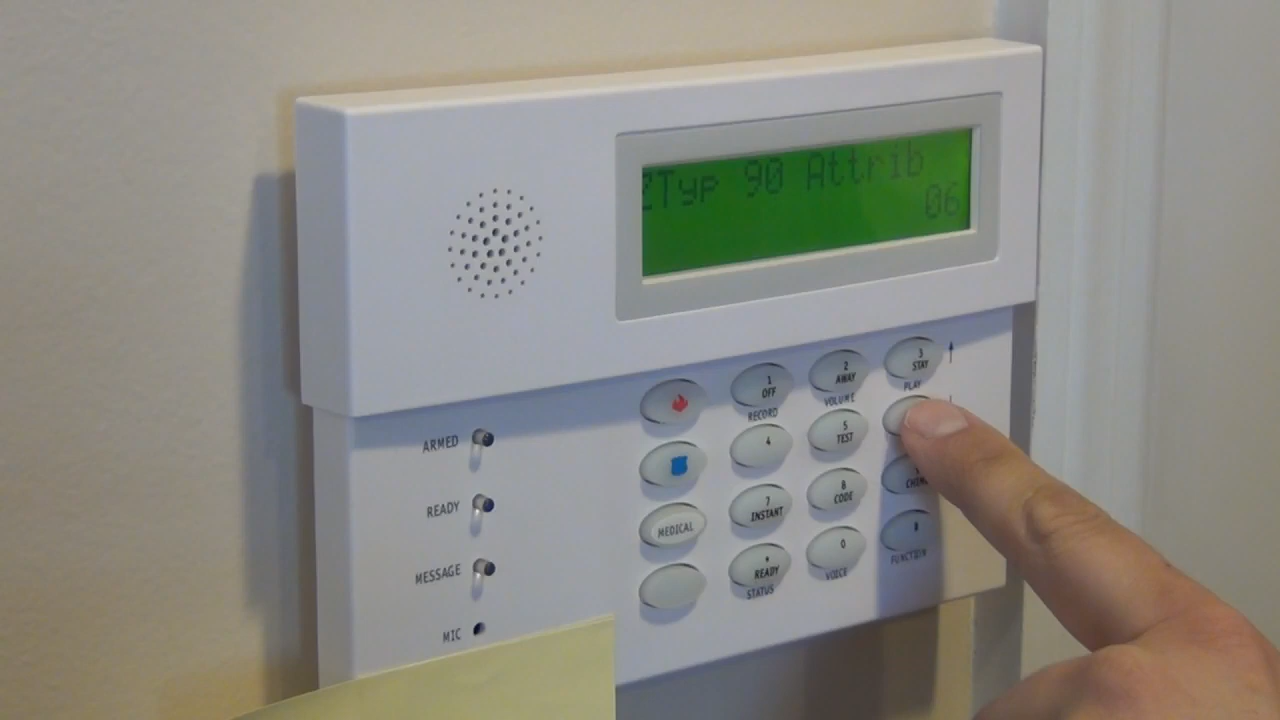 ZTyp 90 Attrib
06
ARMED
READY
MESSAGE
MIC
MEDICAL
1
OFF
RECORD
2
AWAY
VOLUME
3
STAY
PLAY
4
5
TEST
7
INSTANT
8
CODE
*
READY
STATUS
0
VOICE
#
FUNCTION